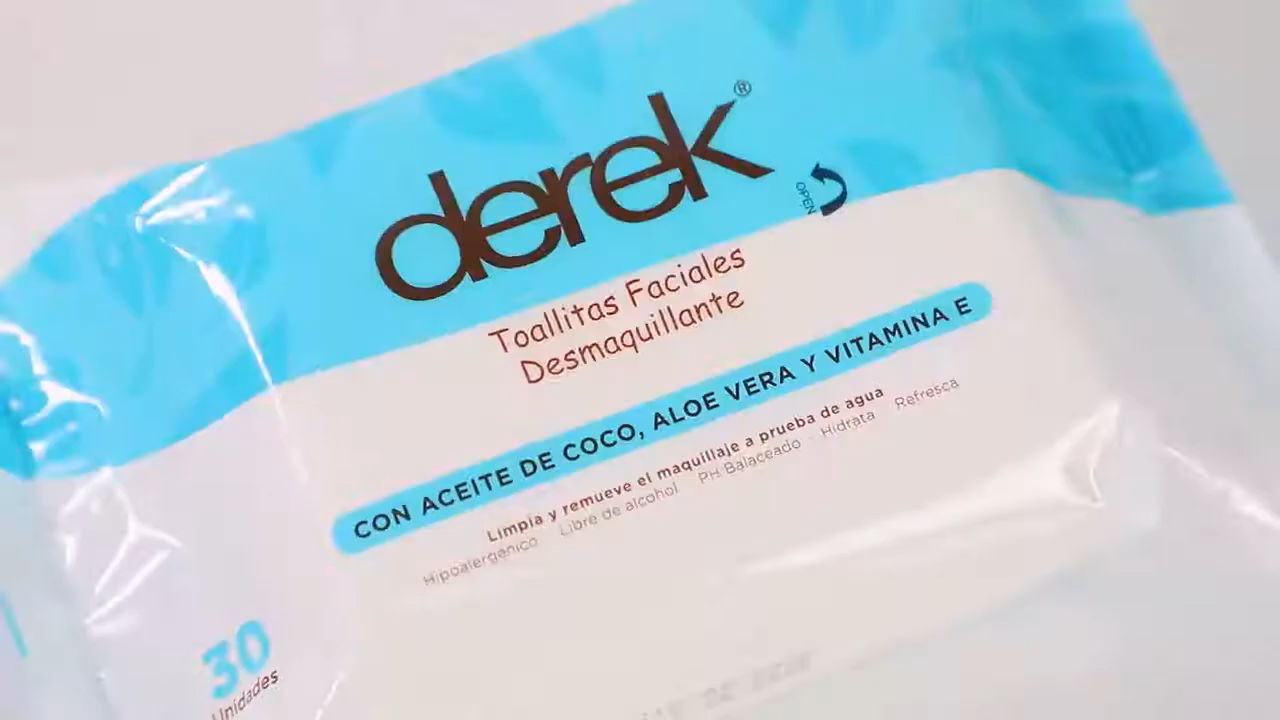 derek®
OPEN
Toallitas Faciales
Desmaquillante
CON ACEITE DE COCO, ALOE VERA Y VITAMINA E
Limpia y remueve el maquillaje a prueba de agua
Hipoalergénico Libre de alcohol PH Balaceado Hidrata Refresca
30
Unidades